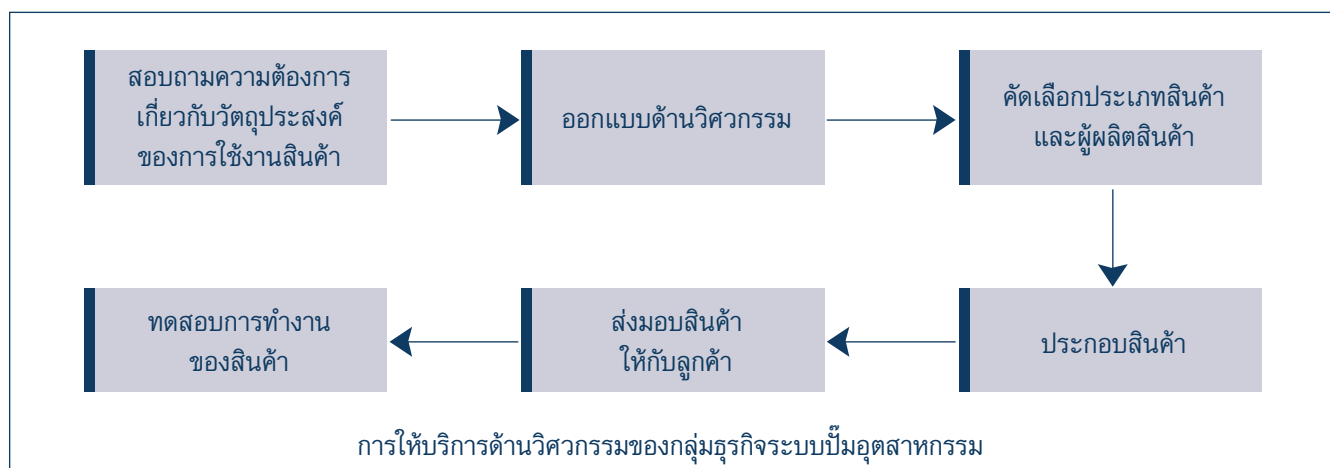 สอบถามความต้องการ
เกี่ยวกับวัตถุประสงค์
ของการใช้งานสินค้า
ออกแบบด้านวิศวกรรม
คัดเลือกประเภทสินค้า
และผู้ผลิตสินค้า
ประกอบสินค้า
ส่งมอบสินค้า
ให้กับลูกค้า
ทดสอบการทำงาน
ของสินค้า
การให้บริการด้านวิศวกรรมของกลุ่มธุรกิจระบบปั๊มอุตสาหกรรม